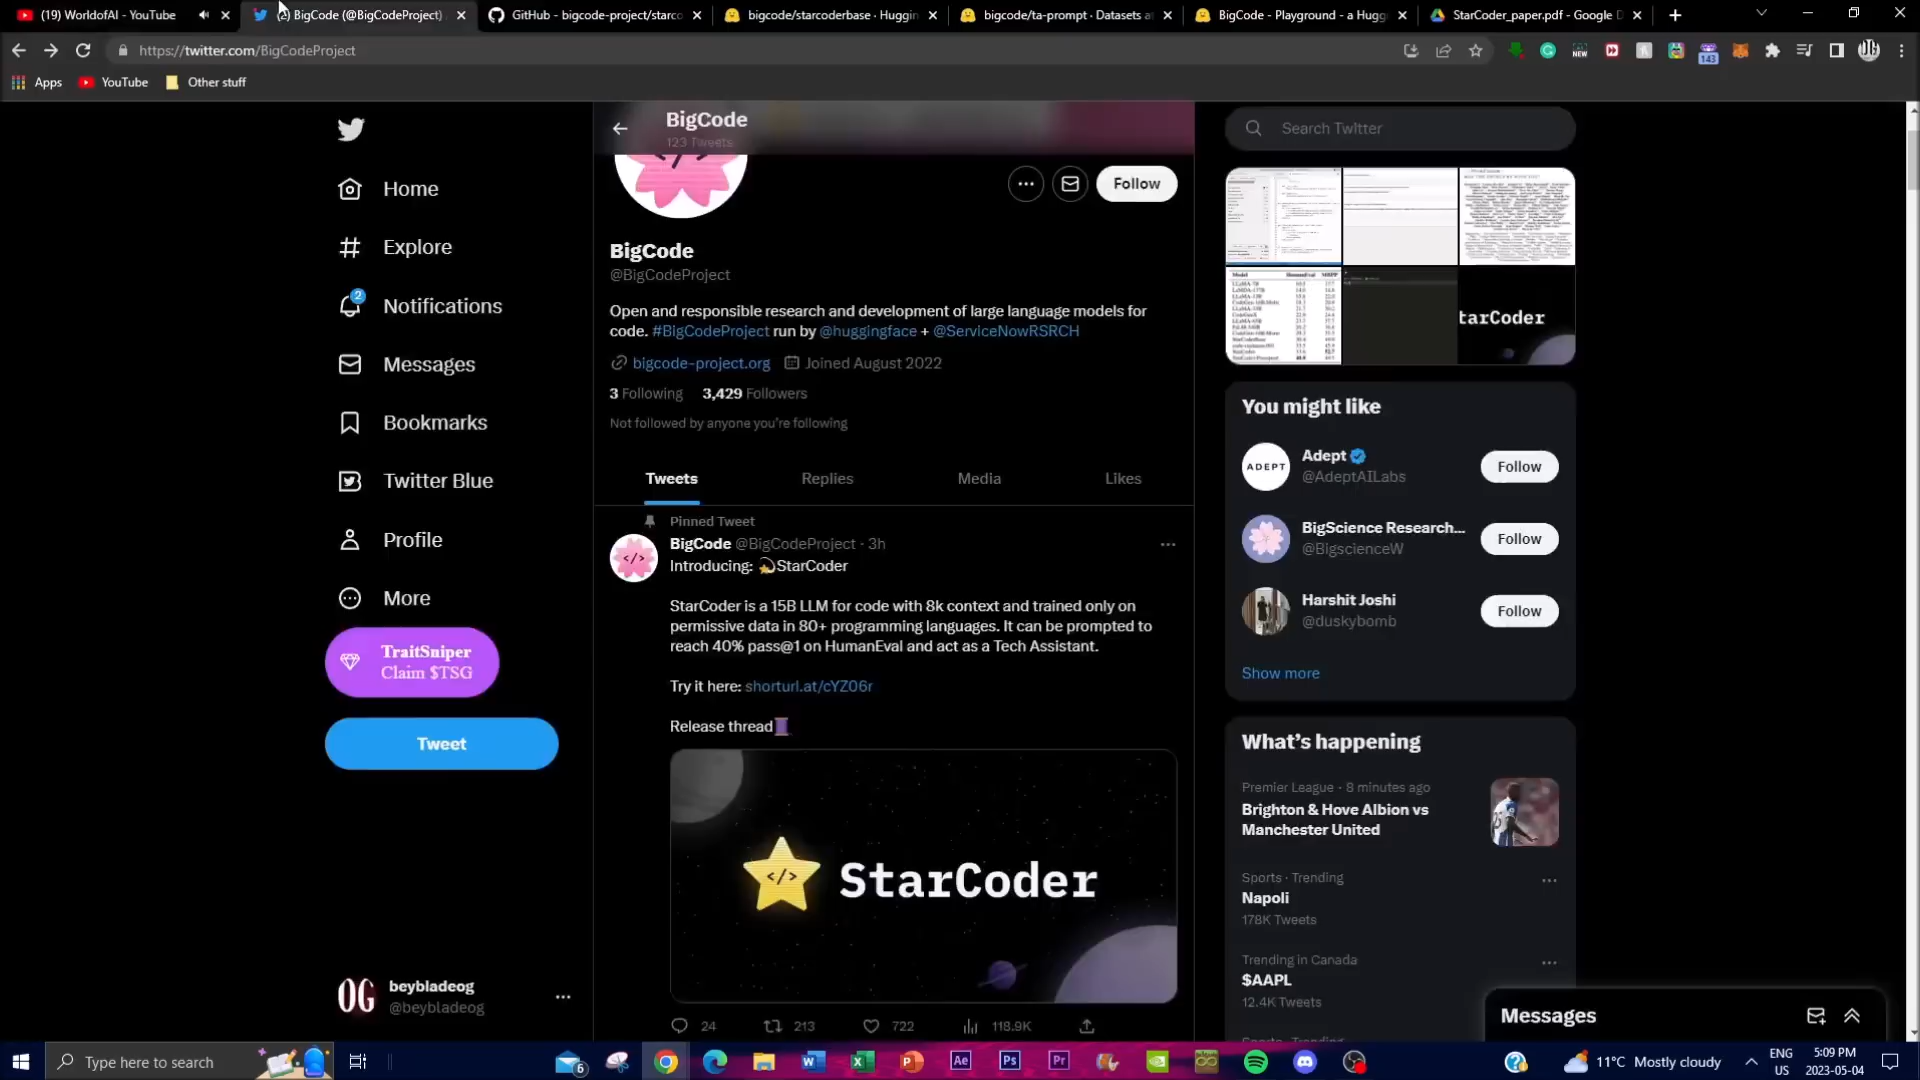 (19) WorldofAI - YouTube
BigCode (@BigCodeProject)
GitHub - bigcode-project/starco
bigcode/starcoderbase · Huggin
bigcode/ta-prompt · Datasets a
BigCode - Playground - a Hugg
StarCoder_paper.pdf - Google D
https://twitter.com/BigCodeProject
NEW
143
Apps
YouTube
Other stuff
Home
Explore
2
Notifications
Messages
Bookmarks
Twitter Blue
Profile
More
TraitSniper
Claim $TSG
Tweet
OG
beybladeog
@beybladeog
BigCode
123 Tweets
Follow
BigCode
@BigCodeProject
Open and responsible research and development of large language models for
code. #BigCodeProject run by @huggingface + @ServiceNowRSRCH
bigcode-project.org Joined August 2022
3 Following 3,429 Followers
Not followed by anyone you're following
Tweets Replies Media Likes
Pinned Tweet
BigCode @BigCodeProject · 3h
Introducing: 💫StarCoder
StarCoder is a 15B LLM for code with 8k context and trained only on
permissive data in 80+ programming languages. It can be prompted to
reach 40% pass@1 on HumanEval and act as a Tech Assistant.
Try it here: shorturl.at/cYZ06r
Release thread🧵
</> StarCoder
24 213 722 118.9K
Search Twitter
tarCoder
You might like
ADEPT
Adept
@AdeptAILabs
Follow
BigScience Research...
@BigscienceW
Follow
Harshit Joshi
@duskybomb
Follow
Show more
What's happening
Premier League · 8 minutes ago
Brighton & Hove Albion vs
Manchester United
Sports · Trending
Napoli
178K Tweets
Trending in Canada
$AAPL
12.4K Tweets
Messages
Type here to search
6
Ae
Ps
Pr
11°C Mostly cloudy
ENG
US
5:09 PM
2023-05-04